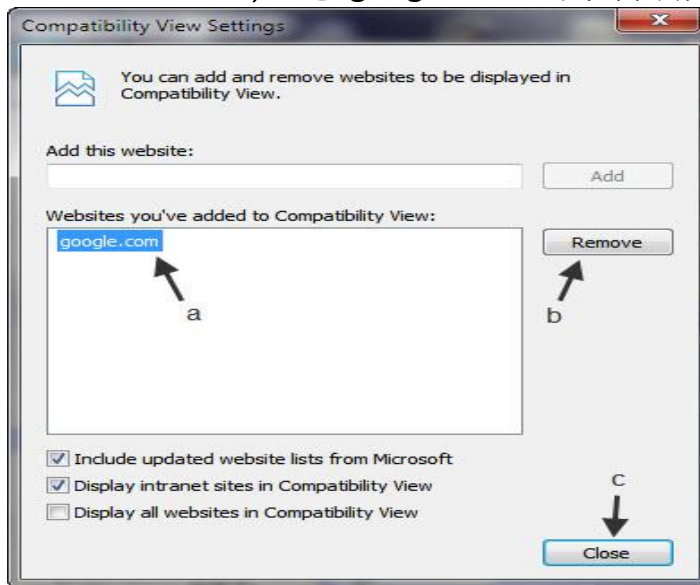 Compatibility View Settings
You can add and remove websites to be displayed in
Compatibility View.
Add this website:
Add
Websites you've added to Compatibility View:
google.com
Remove
a
b
Include updated website lists from Microsoft
Display intranet sites in Compatibility View
Display all websites in Compatibility View
c
Close